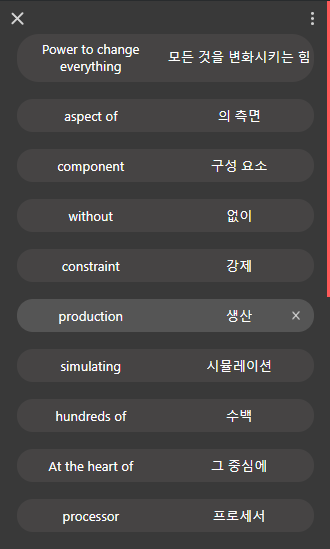 Power to change
everything
모든 것을 변화시키는 힘
aspect of
의 측면
component
구성 요소
without
없이
constraint
강제
production
생산
simulating
시뮬레이션
hundreds of
수백
At the heart of
그 중심에
processor
프로세서